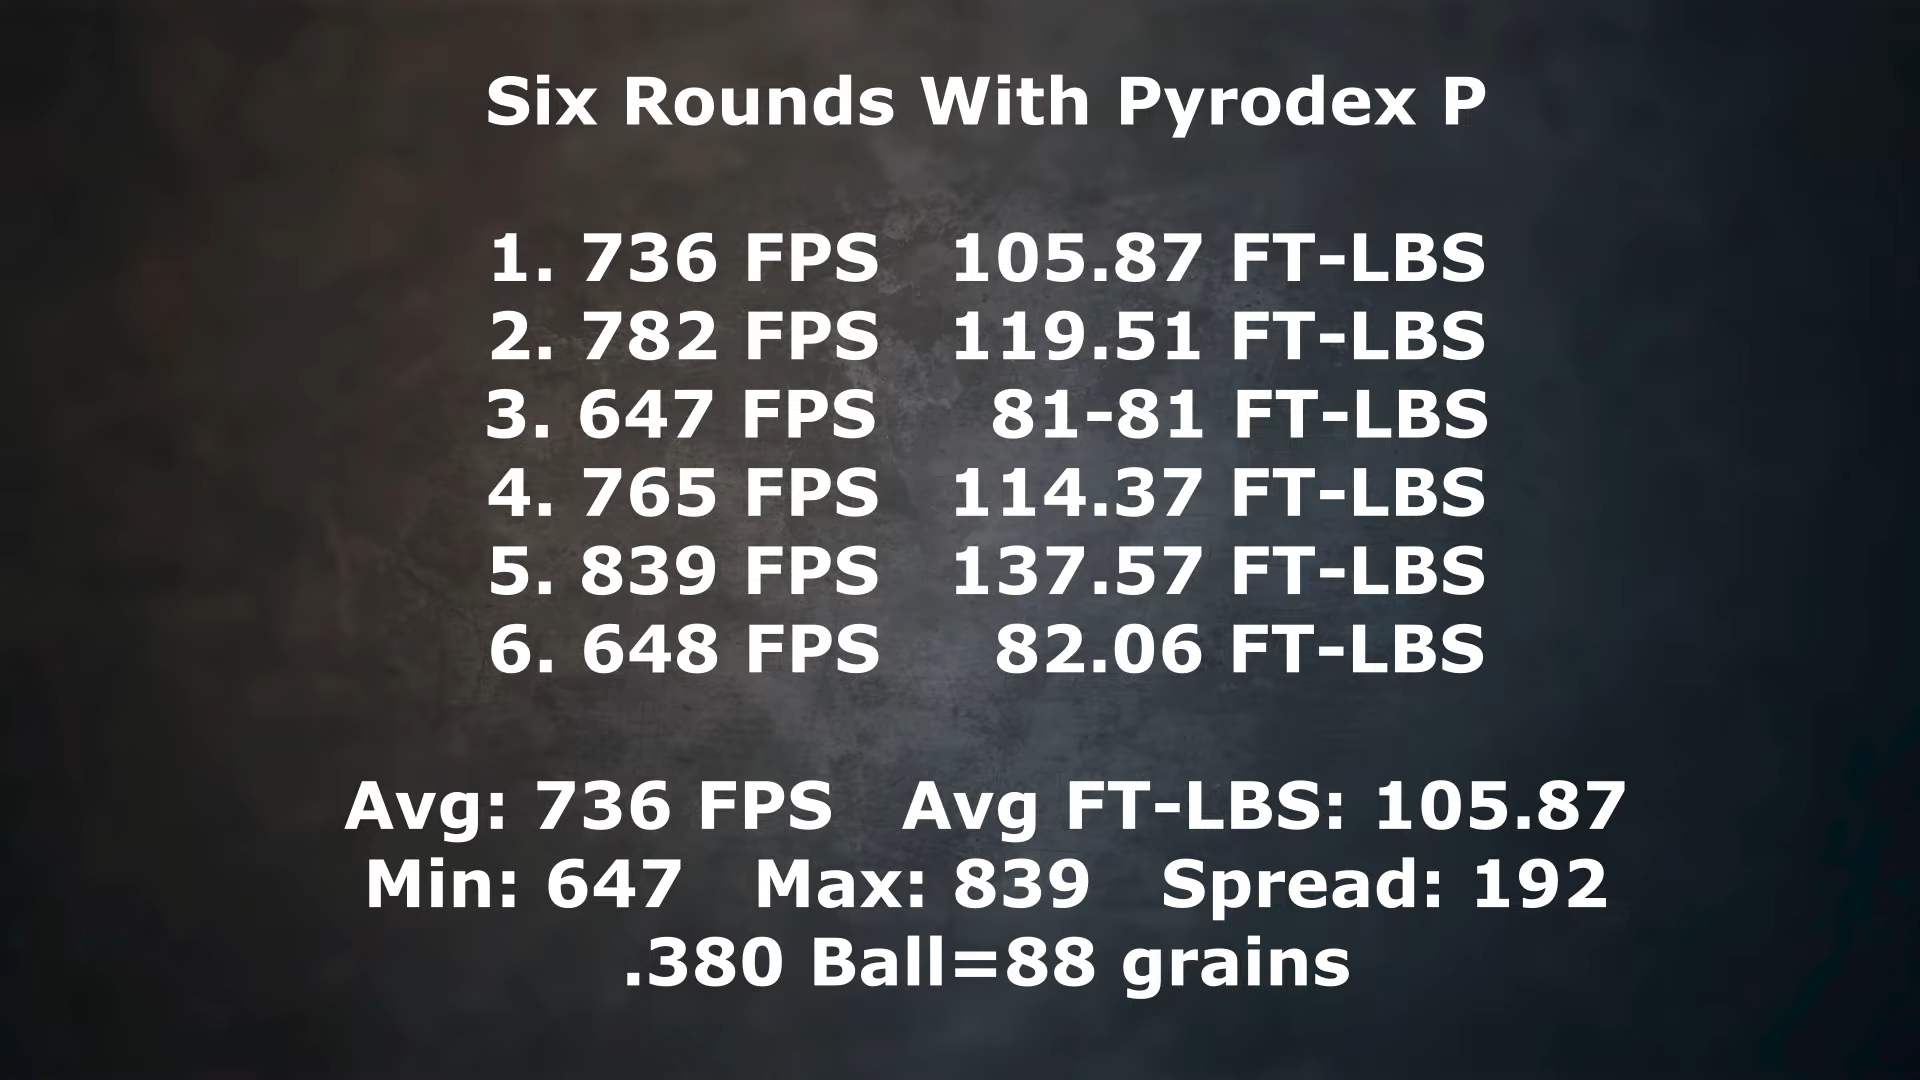 Six Rounds With Pyrodex P
1. 736 FPS 105.87 FT-LBS
2. 782 FPS 119.51 FT-LBS
3. 647 FPS 81-81 FT-LBS
4. 765 FPS 114.37 FT-LBS
5. 839 FPS 137.57 FT-LBS
6. 648 FPS 82.06 FT-LBS
Avg: 736 FPS Avg FT-LBS: 105.87
Min: 647 Max: 839 Spread: 192
.380 Ball=88 grains